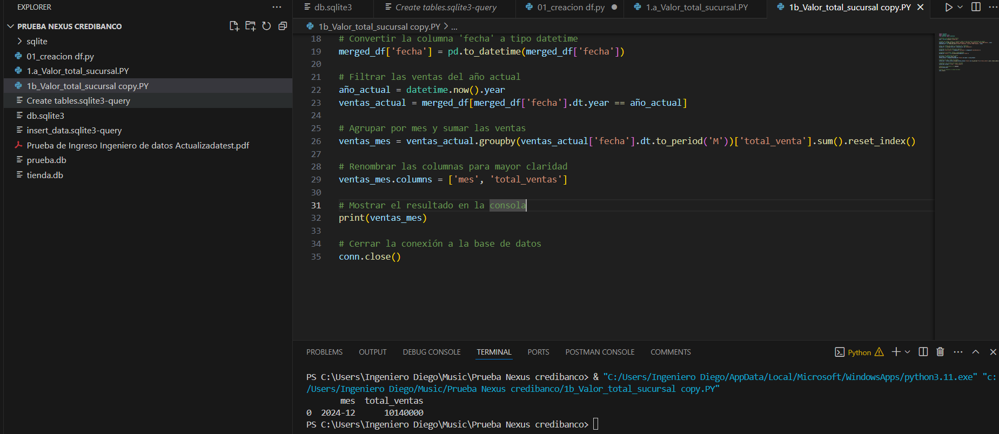 EXPLORER
PRUEBA NEXUS CREDIBANCO
sqlite
01_creacion df.py
1.a_Valor_total_sucursal.PY
1b_Valor_total_sucursal copy.PY
Create tables.sqlite3-query
db.sqlite3
insert_data.sqlite3-query
Prueba de Ingreso Ingeniero de datos Actualizadatest.pdf
prueba.db
tienda.db
db.sqlite3 Create tables.sqlite3-query 01_creacion df.py 1.a_Valor_total_sucursal.PY 1b_Valor_total_sucursal copy.PY
1b_Valor_total_sucursal copy.PY > ...
18 # Convertir la columna 'fecha' a tipo datetime
19 merged_df['fecha'] = pd.to_datetime(merged_df['fecha'])
20
21 # Filtrar las ventas del año actual
22 año_actual = datetime.now().year
23 ventas_actual = merged_df[merged_df['fecha'].dt.year == año_actual]
24
25 # Agrupar por mes y sumar las ventas
26 ventas_mes = ventas_actual.groupby(ventas_actual['fecha'].dt.to_period('M'))['total_venta'].sum().reset_index()
27
28 # Renombrar las columnas para mayor claridad
29 ventas_mes.columns = ['mes', 'total_ventas']
30
31 # Mostrar el resultado en la consola
32 print(ventas_mes)
33
34 # Cerrar la conexión a la base de datos
35 conn.close()
PROBLEMS OUTPUT DEBUG CONSOLE TERMINAL PORTS POSTMAN CONSOLE COMMENTS Python
PS C:\Users\Ingeniero Diego\Music\Prueba Nexus credibanco> & "C:/Users/Ingeniero Diego/AppData/Local/Microsoft/WindowsApps/python3.11.exe" "c:
/Users/Ingeniero Diego/Music/Prueba Nexus credibanco/1b_Valor_total_sucursal copy.PY"
mes total_ventas
0 2024-12 10140000
PS C:\Users\Ingeniero Diego\Music\Prueba Nexus credibanco>